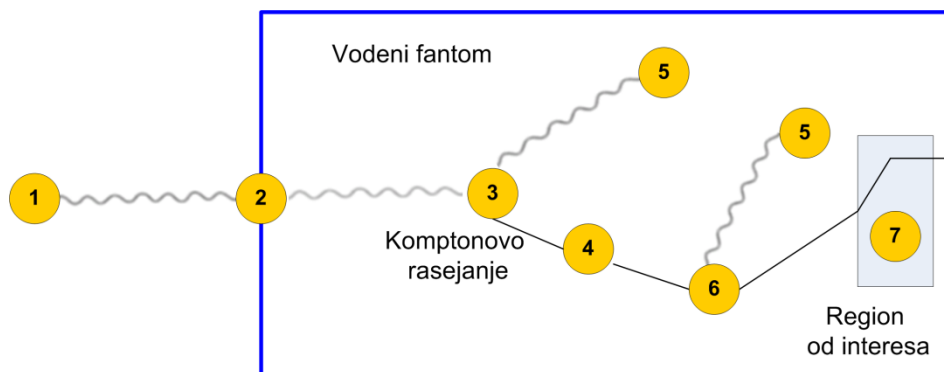 Vodeni fantom
5
5
1
2
3
4
Komptonovo
rasejanje
6
7
Region
od interesa